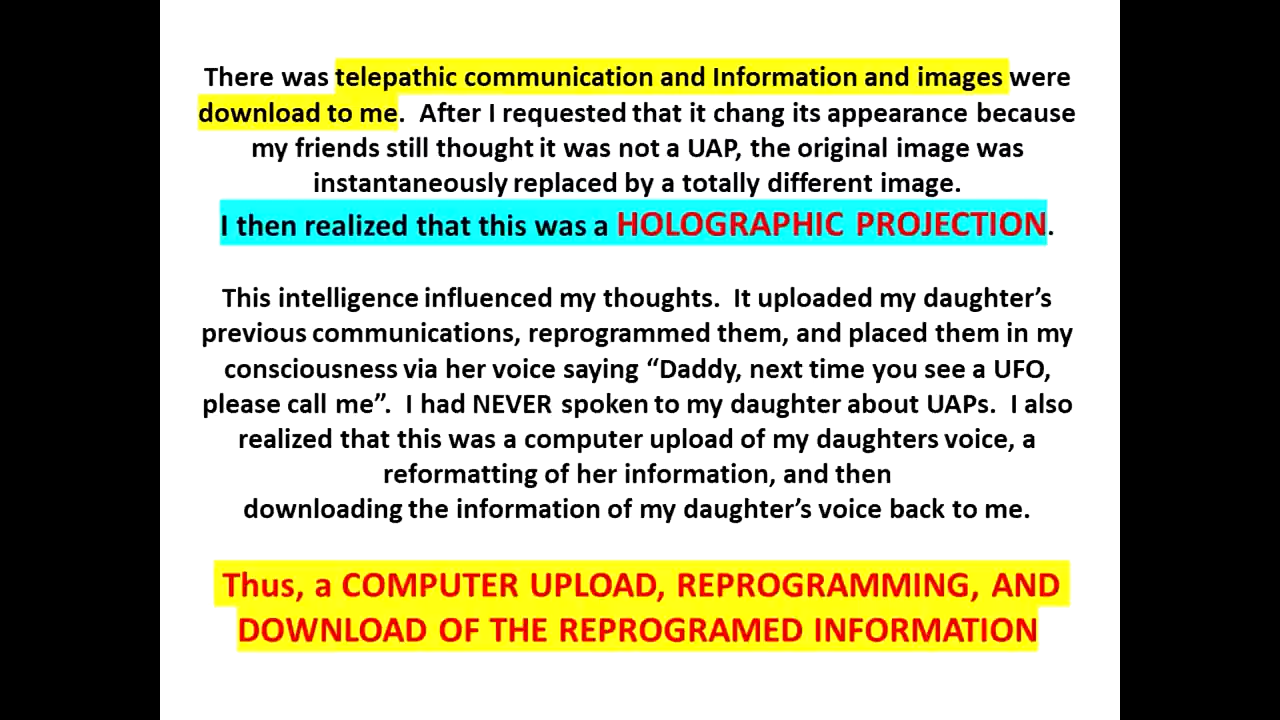 There was telepathic communication and Information and images were
download to me.  After I requested that it chang its appearance because
my friends still thought it was not a UAP, the original image was
instantaneously replaced by a totally different image.
I then realized that this was a HOLOGRAPHIC PROJECTION.
This intelligence influenced my thoughts.  It uploaded my daughter’s
previous communications, reprogrammed them, and placed them in my
consciousness via her voice saying “Daddy, next time you see a UFO,
please call me”.  I had NEVER spoken to my daughter about UAPs.  I also
realized that this was a computer upload of my daughters voice, a
reformatting of her information, and then
downloading the information of my daughter’s voice back to me.
Thus, a COMPUTER UPLOAD, REPROGRAMMING, AND
DOWNLOAD OF THE REPROGRAMED INFORMATION